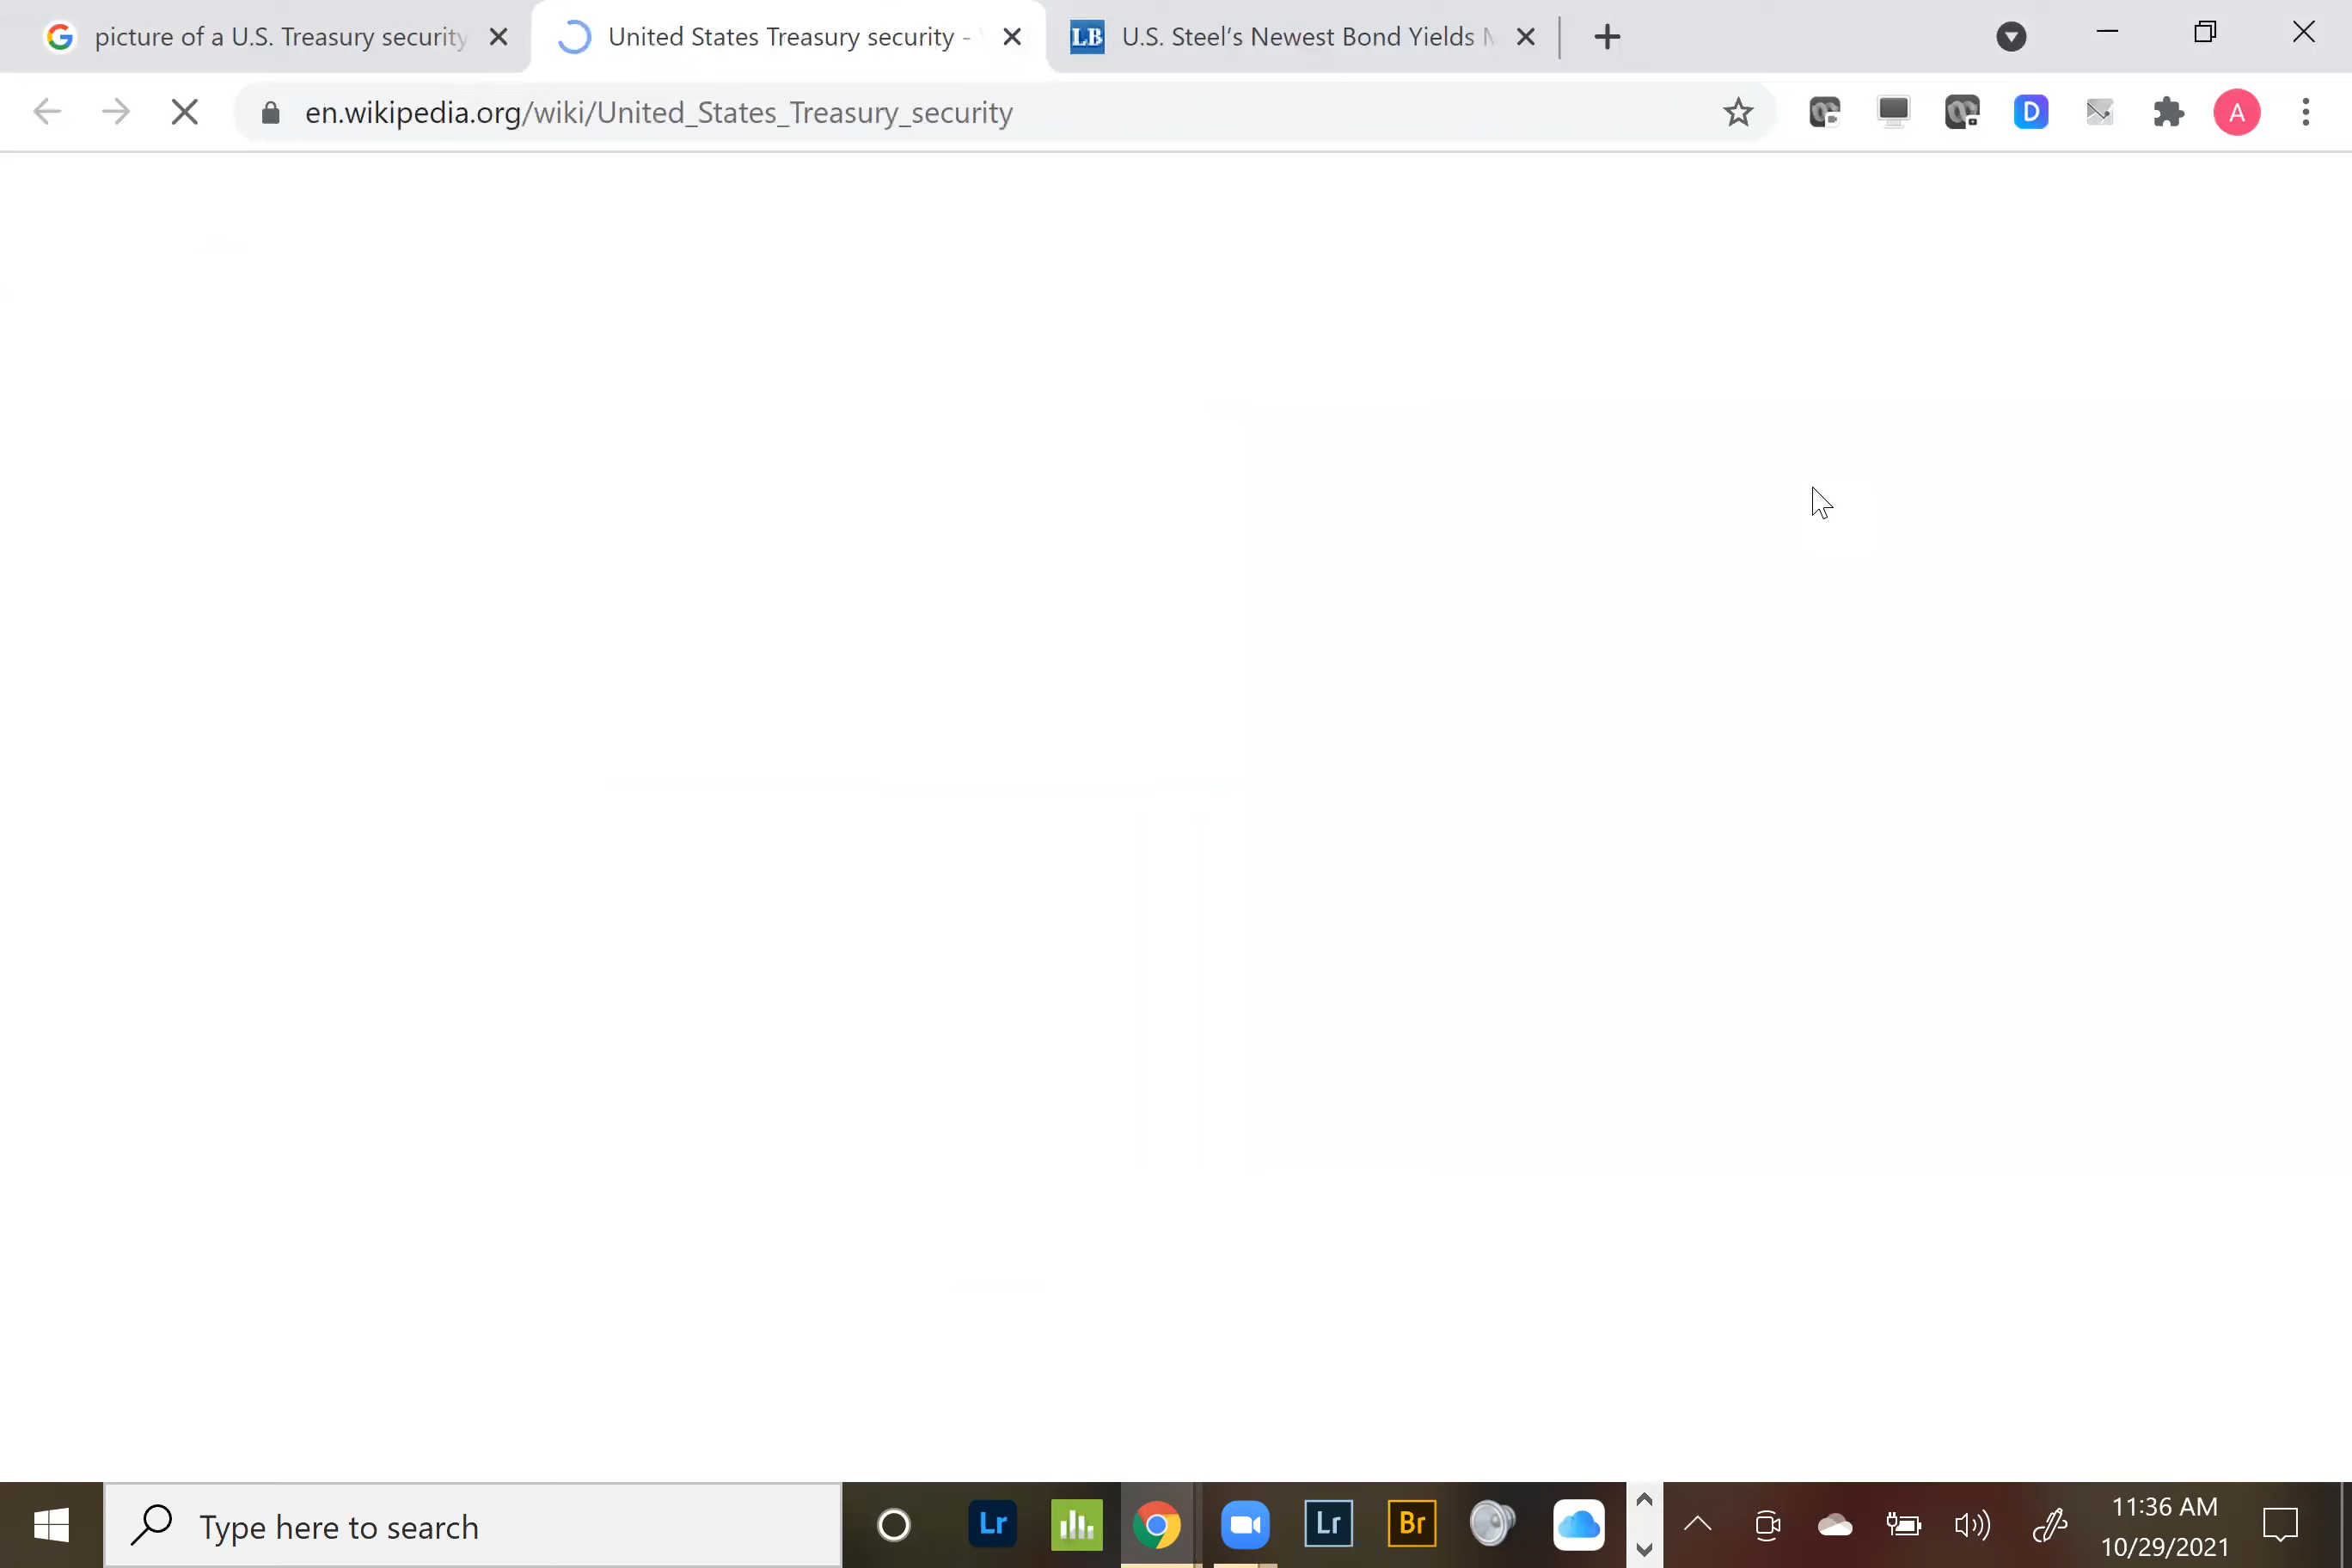 picture of a U.S. Treasury security
United States Treasury security -
LB U.S. Steel’s Newest Bond Yields
en.wikipedia.org/wiki/United_States_Treasury_security
D
A
Type here to search
Lr
Lr
Br
11:36 AM
10/29/2021